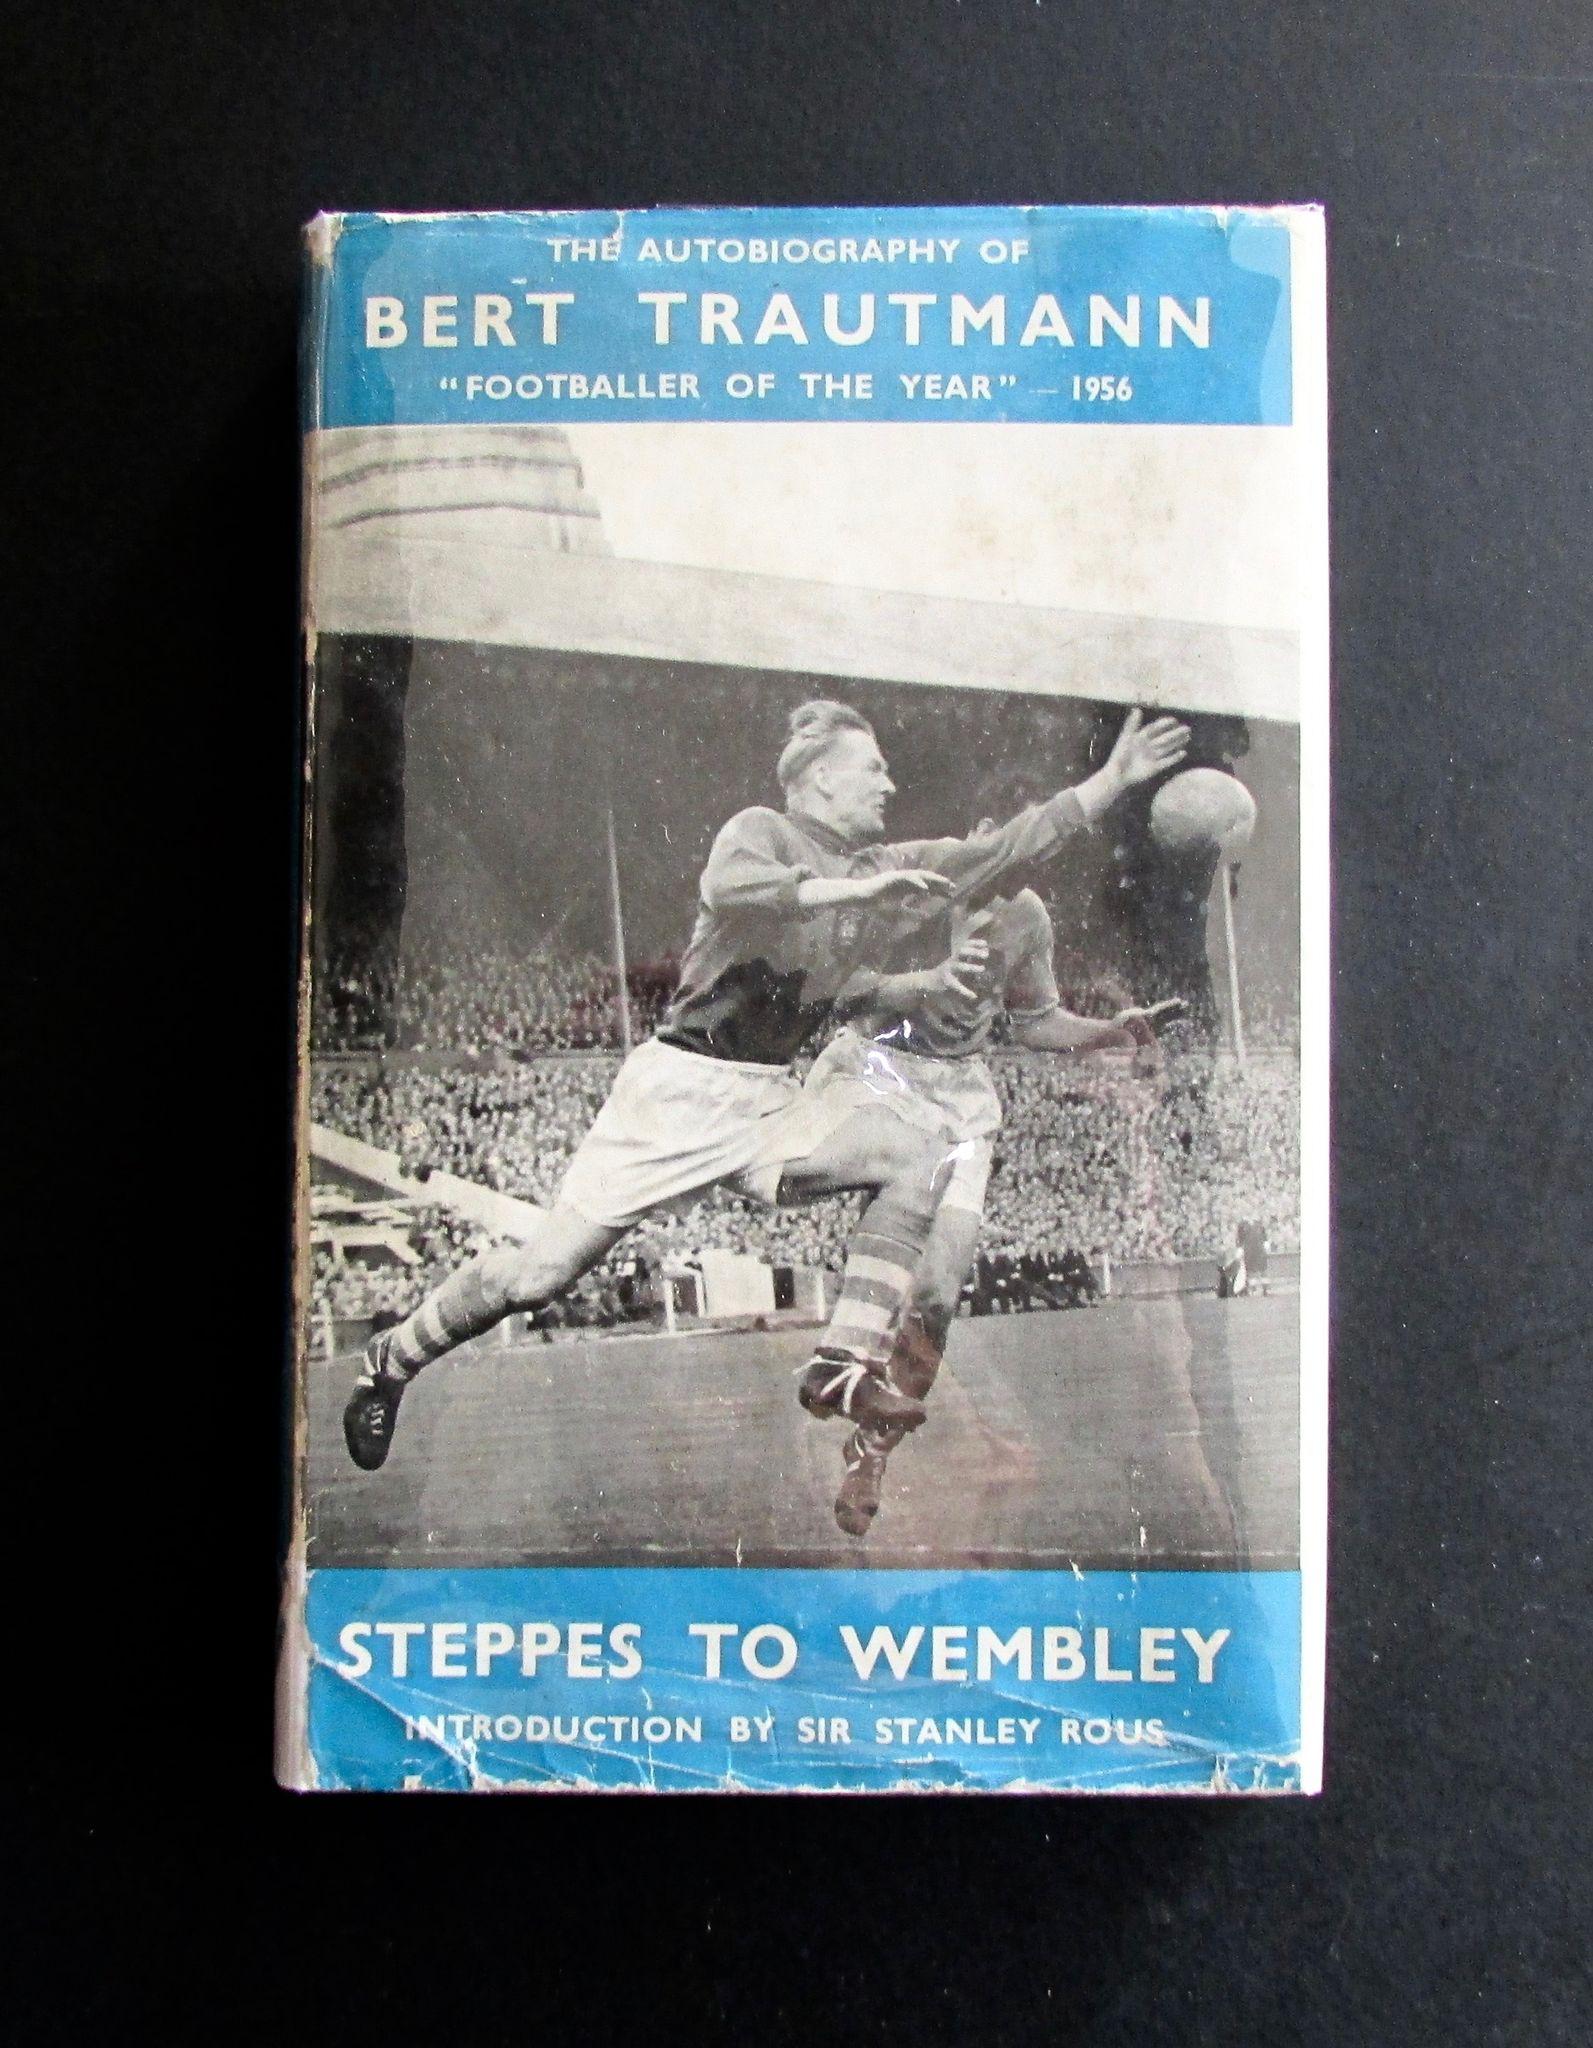 THE AUTOBIOGRAPHY OF
BERT TRAUTMANN
"FOOTBALLER OF THE YEAR" — 1956
STEPPES TO WEMBLEY
INTRODUCTION BY SIR STANLEY ROUS